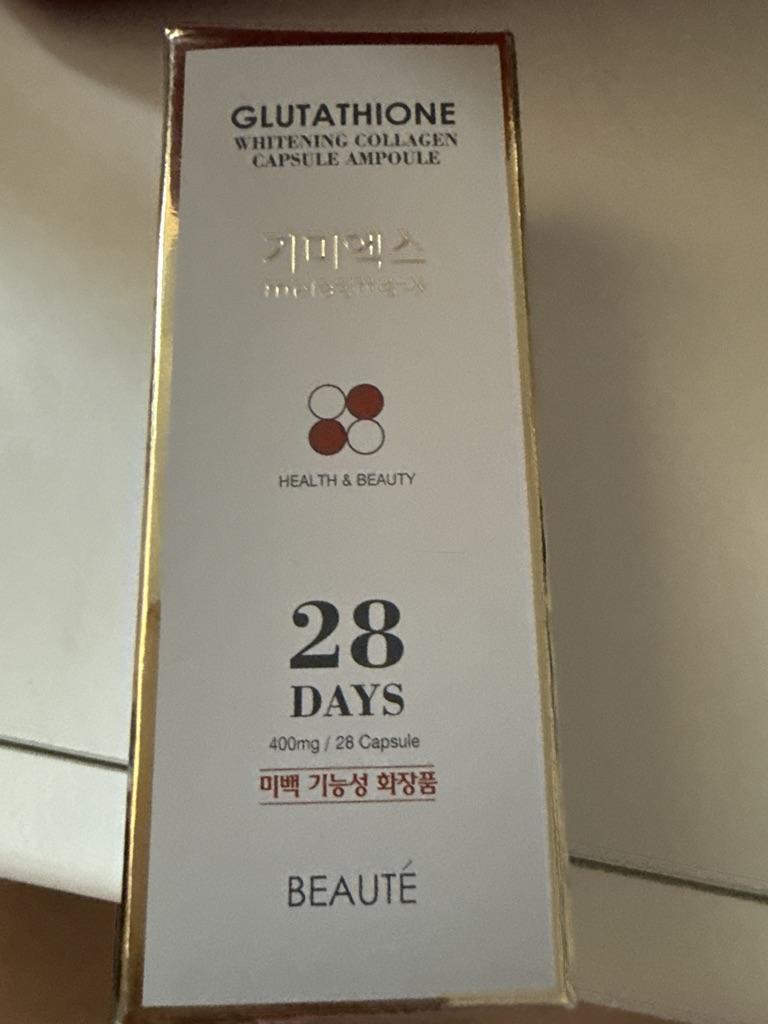 GLUTATHIONE
WHITENING COLLAGEN
CAPSULE AMPOULE
기미엑스
HEALTH & BEAUTY
28
DAYS
400mg / 28 Capsule
미백 기능성 화장품
BEAUTÉ